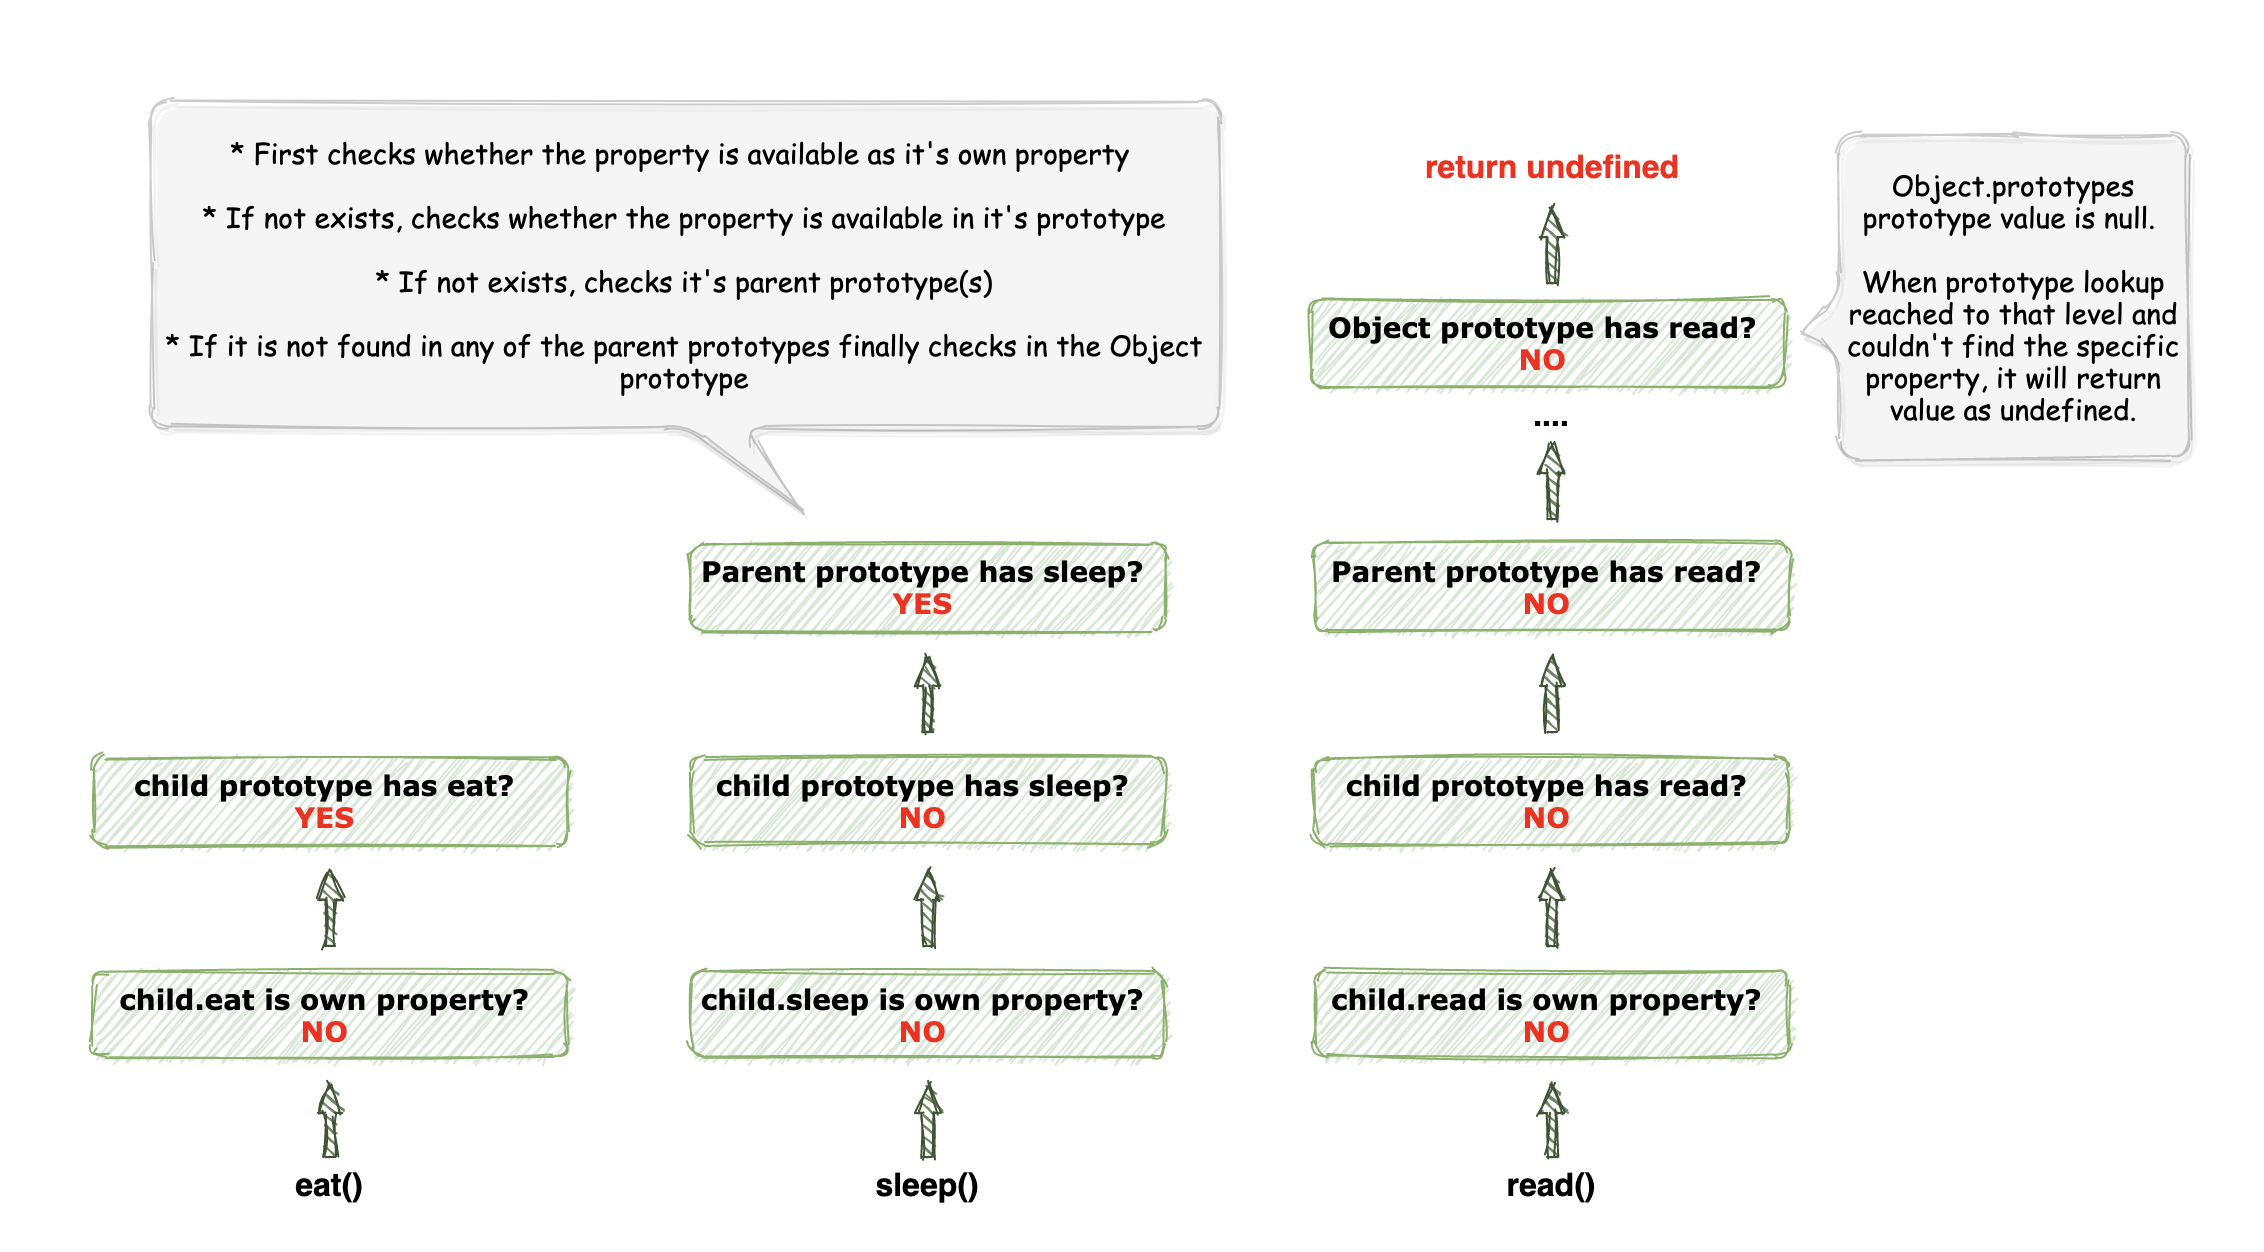 * First checks whether the property is available as it's own property
* If not exists, checks whether the property is available in it's prototype
* If not exists, checks it's parent prototype(s)
* If it is not found in any of the parent prototypes finally checks in the Object
prototype
return undefined
Object.prototypes
prototype value is null.
When prototype lookup
reached to that level and
couldn't find the specific
property, it will return
value as undefined.
Object prototype has read?
NO
....
Parent prototype has sleep?
YES
Parent prototype has read?
NO
child prototype has eat?
YES
child prototype has sleep?
NO
child prototype has read?
NO
child.eat is own property?
NO
child.sleep is own property?
NO
child.read is own property?
NO
eat()
sleep()
read()